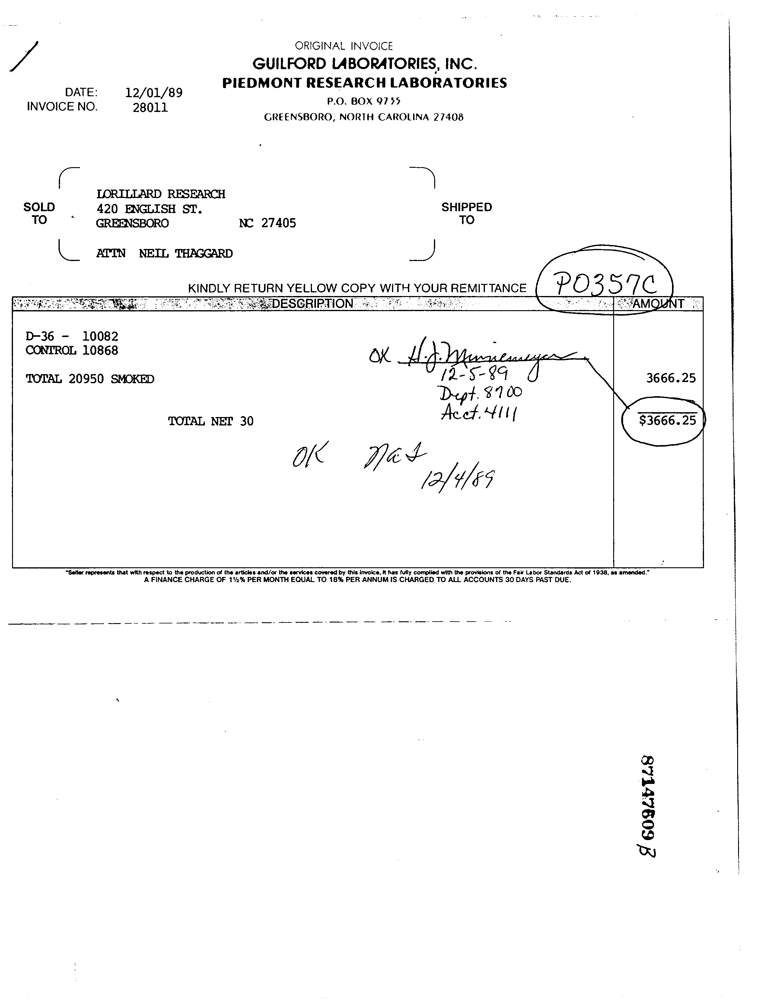 ORIGINAL INVOICE
GUILFORD LABORATORIES, INC.
PIEDMONT RESEARCH LABORATORIES
P.O. BOX 9735
GREENSBORO, NORTH CAROLINA 27408
DATE: 12/01/89
INVOICE NO. 28011
SOLD TO
LORILLARD RESEARCH
420 ENGLISH ST.
GREENSBORO NC 27405
ATTN NEIL THAGGARD
SHIPPED TO
KINDLY RETURN YELLOW COPY WITH YOUR REMITTANCE
PO357C
DESCRIPTION AMOUNT
D-36 - 10082
CONTROL 10868
OK H.J. Minnemeyer
12-5-89
TOTAL 20950 SMOKED 3666.25
Dept. 8700
Acct. 4111
TOTAL NET 30 $3666.25
OK
12/4/89
"Seller represents that with respect to the production of the articles and/or the services covered by this invoice, it has fully complied with the provisions of the Fair Labor Standards Act of 1938, as amended."
A FINANCE CHARGE OF 1½% PER MONTH EQUAL TO 18% PER ANNUM IS CHARGED TO ALL ACCOUNTS 30 DAYS PAST DUE.
87147609 B